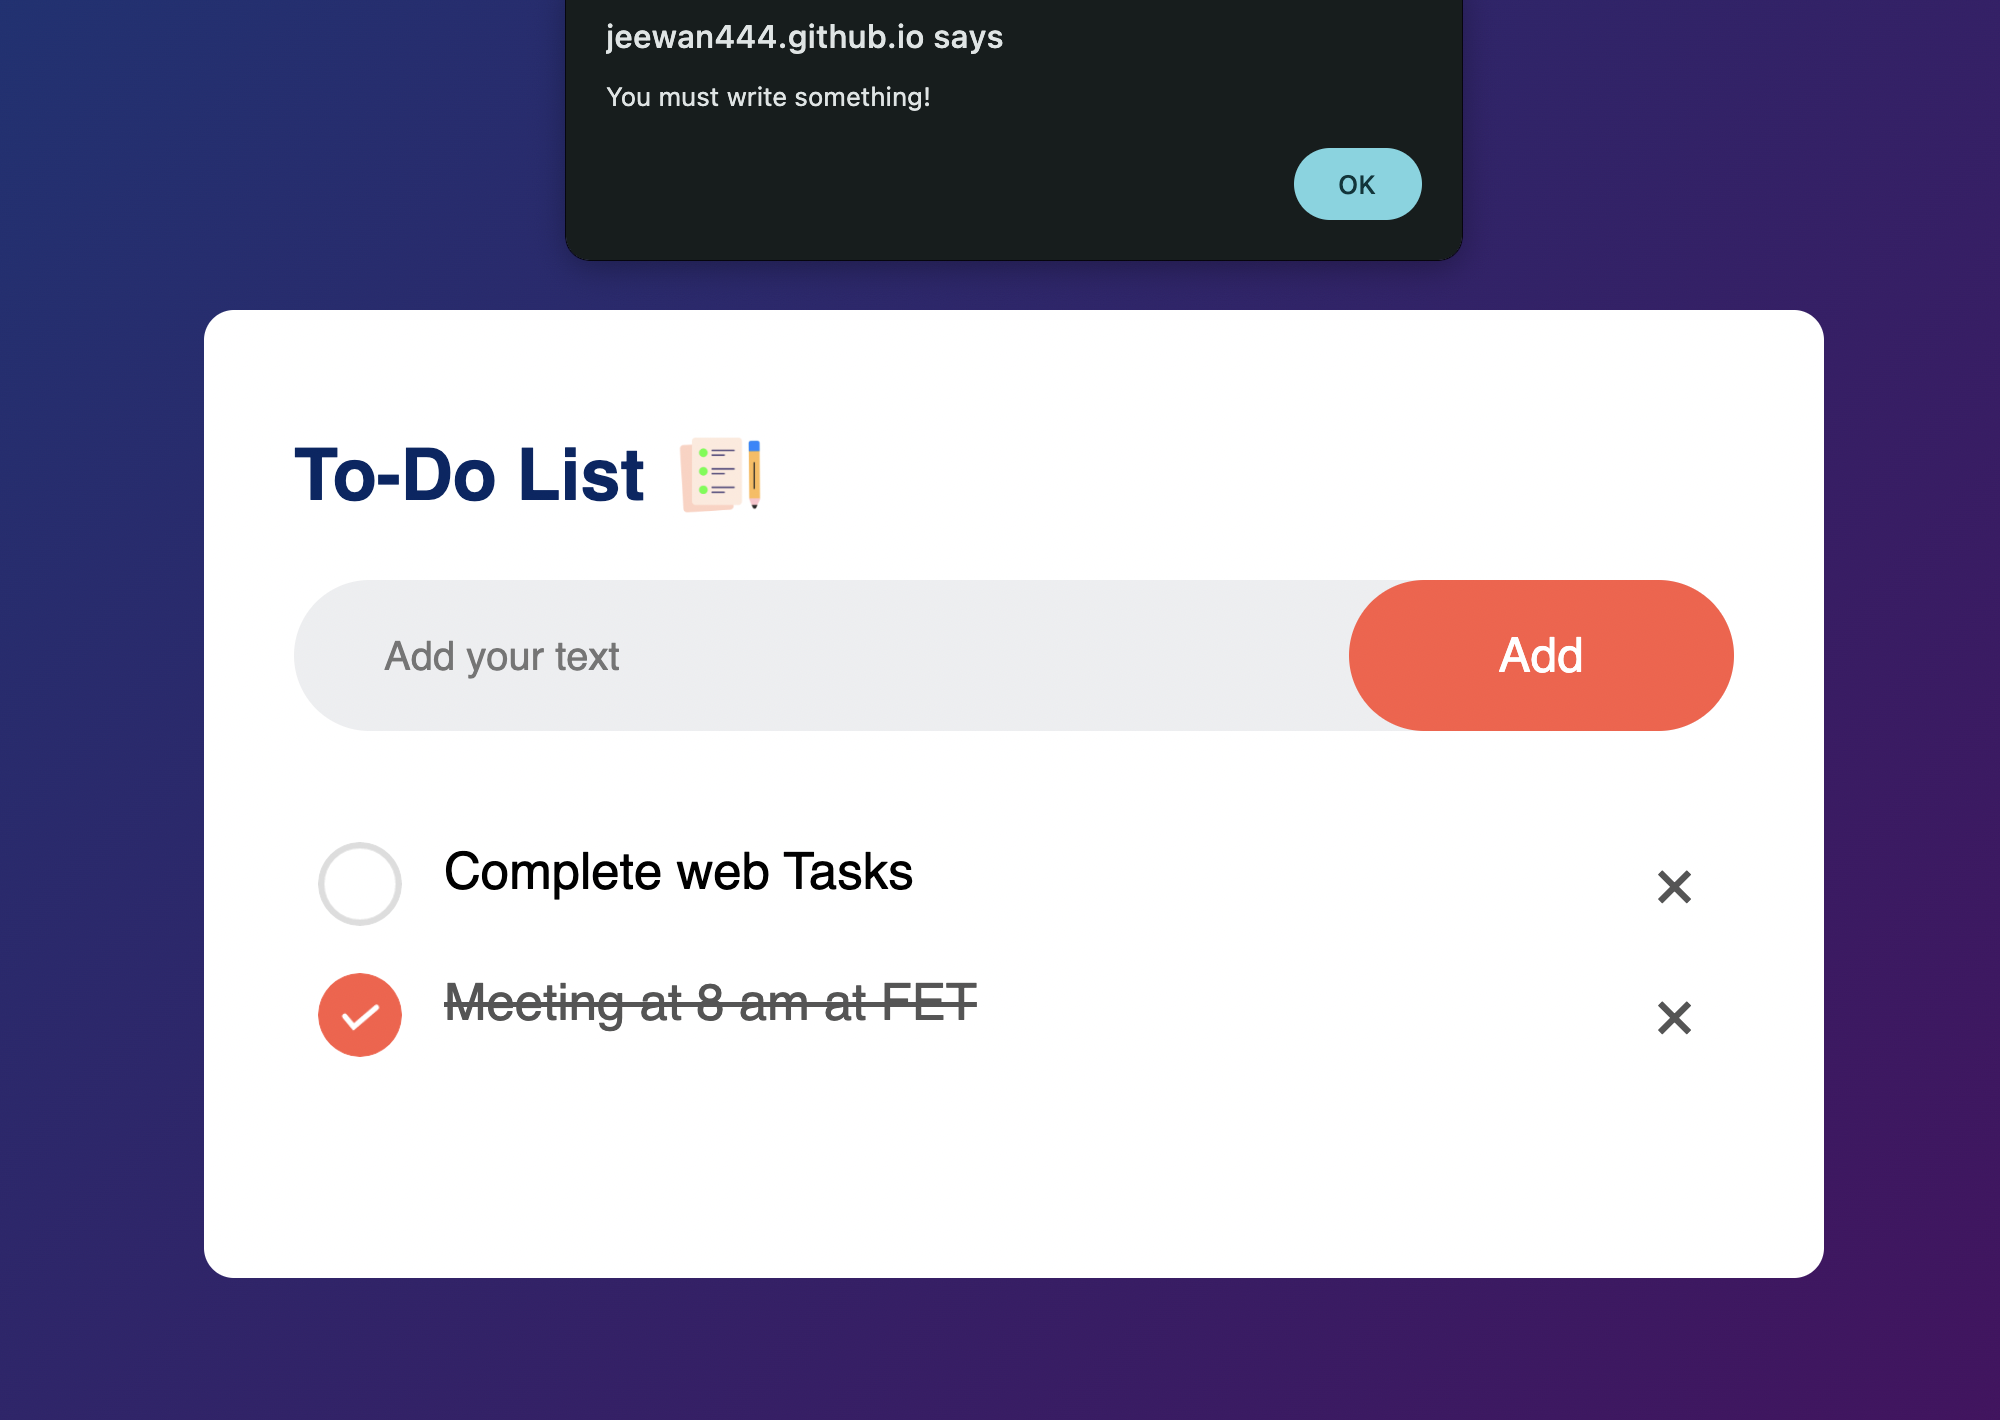 jeewan444.github.io says
You must write something!
OK
To-Do List
Add your text
Add
Complete web Tasks
Meeting at 8 am at FET